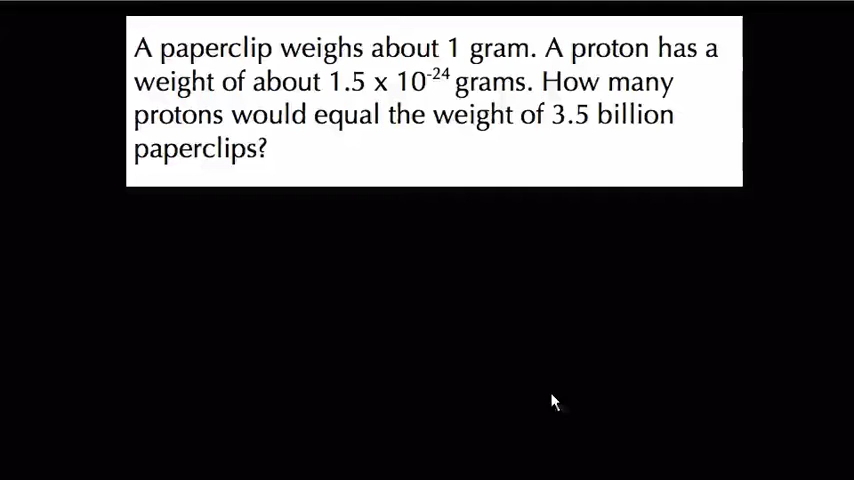 A paperclip weighs about 1 gram. A proton has a
weight of about 1.5 x 10⁻²⁴ grams. How many
protons would equal the weight of 3.5 billion
paperclips?